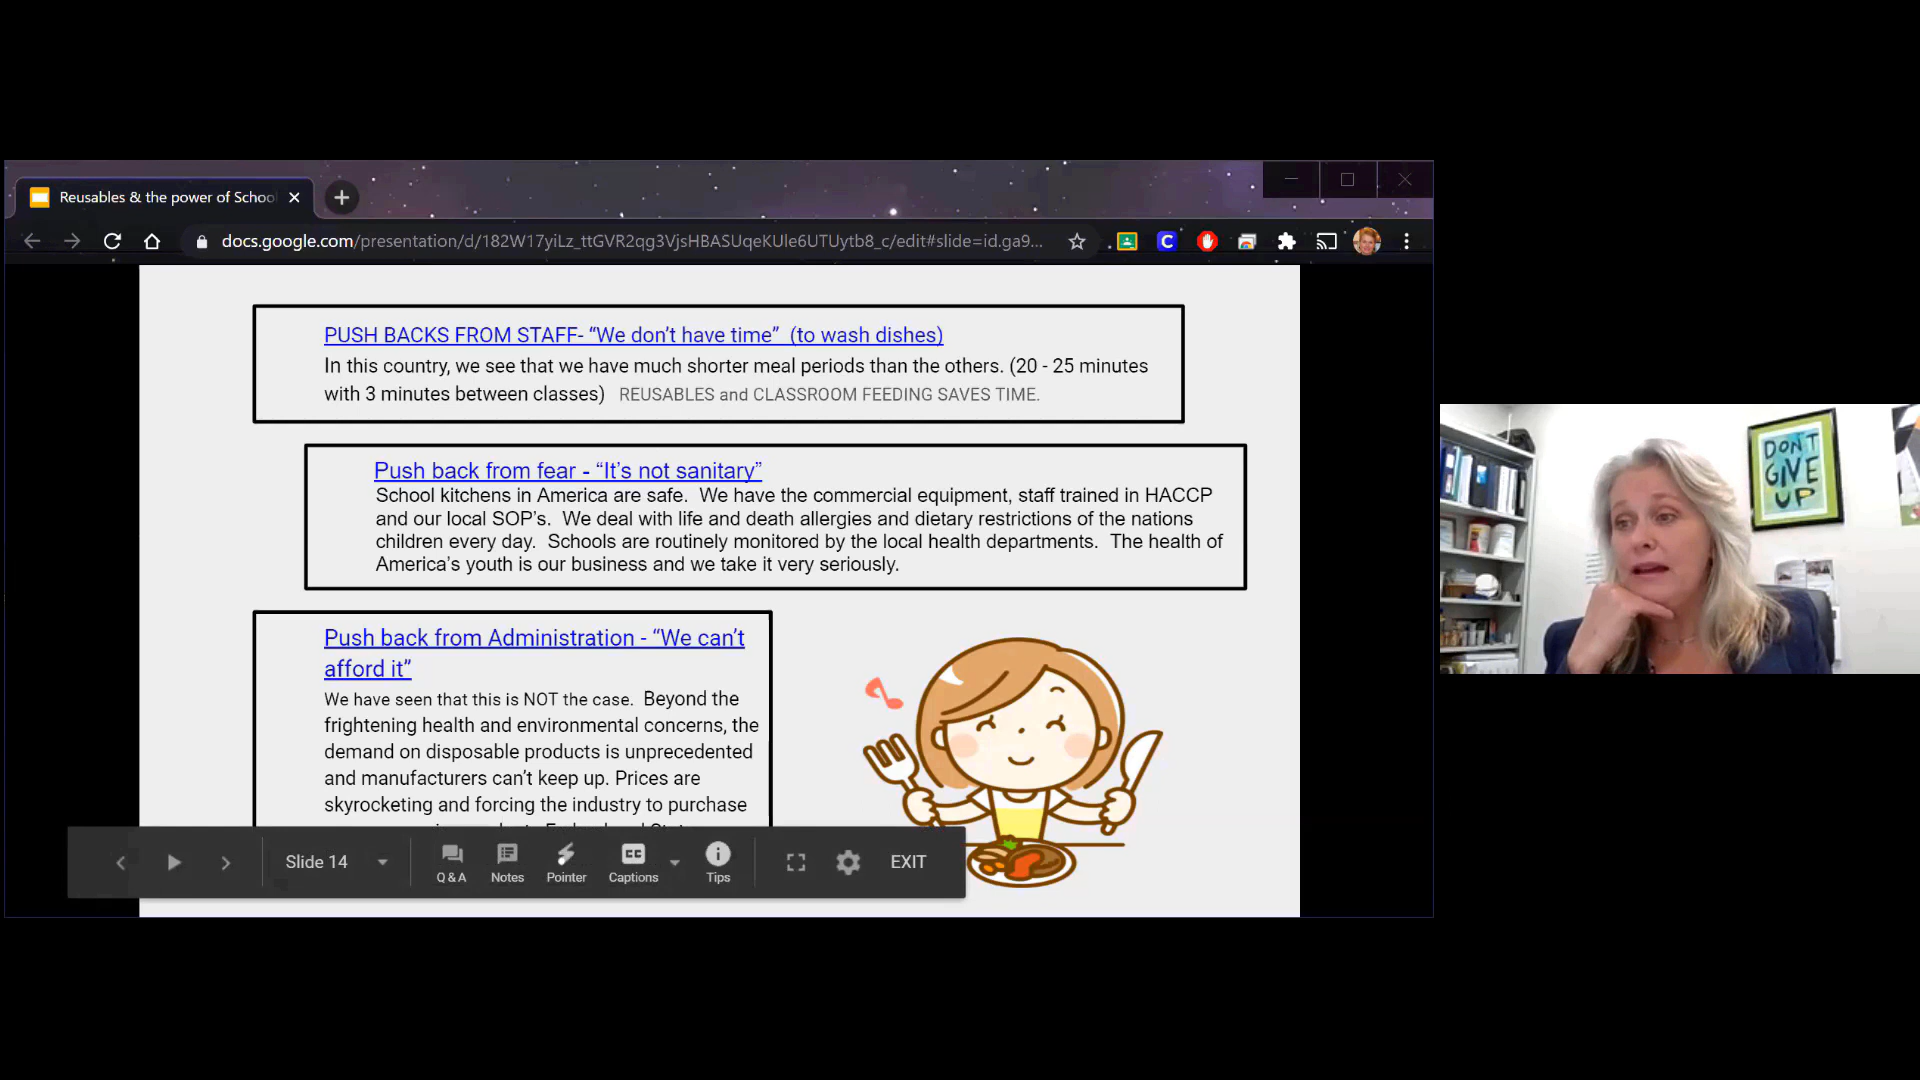 Reusables & the power of School
docs.google.com/presentation/d/182W17yiLz_ttGVR2qg3VjsHBASUqeKUle6UTUytb8_c/edit#slide=id.ga9...
PUSH BACKS FROM STAFF- “We don’t have time” (to wash dishes)
In this country, we see that we have much shorter meal periods than the others. (20 - 25 minutes
with 3 minutes between classes) REUSABLES and CLASSROOM FEEDING SAVES TIME.
Push back from fear - “It’s not sanitary”
School kitchens in America are safe. We have the commercial equipment, staff trained in HACCP
and our local SOP’s. We deal with life and death allergies and dietary restrictions of the nations
children every day. Schools are routinely monitored by the local health departments. The health of
America’s youth is our business and we take it very seriously.
Push back from Administration - “We can’t
afford it”
We have seen that this is NOT the case. Beyond the
frightening health and environmental concerns, the
demand on disposable products is unprecedented
and manufacturers can’t keep up. Prices are
skyrocketing and forcing the industry to purchase
Slide 14
Q & A
Notes
CC
Pointer
Captions
Tips
EXIT
DON'T
GIVE
UP